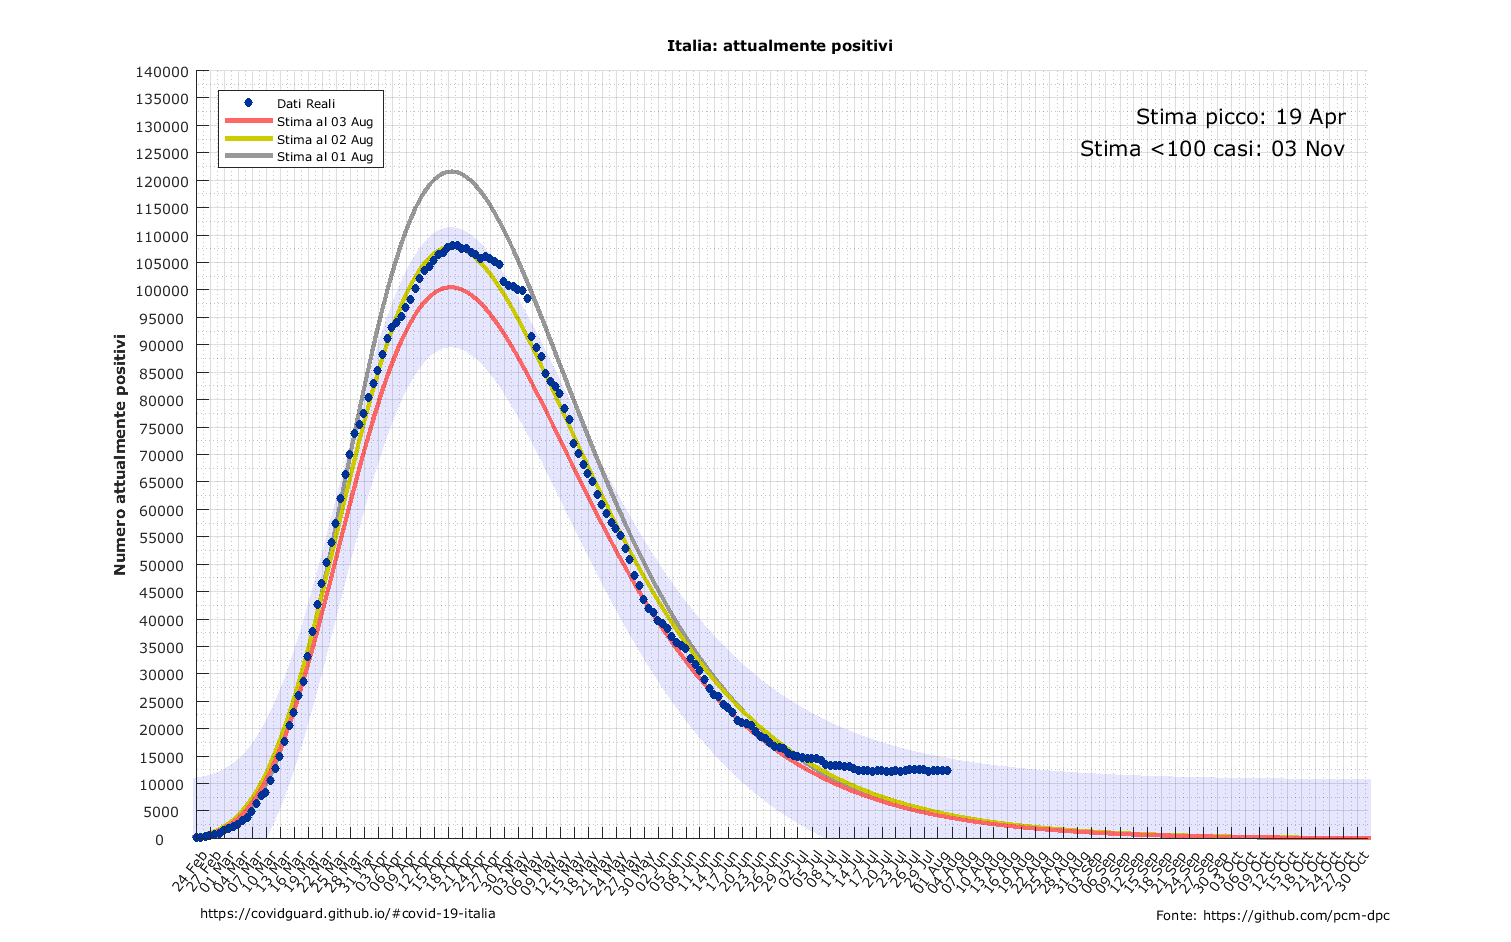 Italia: attualmente positivi
140000
135000
130000
125000
120000
115000
110000
105000
100000
95000
90000
85000
80000
75000
70000
65000
60000
55000
50000
45000
40000
35000
30000
25000
20000
15000
10000
5000
0
Numero attualmente positivi
Dati Reali
Stima al 03 Aug
Stima al 02 Aug
Stima al 01 Aug
Stima picco: 19 Apr
Stima <100 casi: 03 Nov
24 Feb
27 Feb
01 Mar
04 Mar
07 Mar
10 Mar
13 Mar
16 Mar
19 Mar
22 Mar
25 Mar
28 Mar
31 Mar
03 Apr
06 Apr
09 Apr
12 Apr
15 Apr
18 Apr
21 Apr
24 Apr
27 Apr
30 Apr
03 May
06 May
09 May
12 May
15 May
18 May
21 May
24 May
27 May
30 May
02 Jun
05 Jun
08 Jun
11 Jun
14 Jun
17 Jun
20 Jun
23 Jun
26 Jun
29 Jun
02 Jul
05 Jul
08 Jul
11 Jul
14 Jul
17 Jul
20 Jul
23 Jul
26 Jul
29 Jul
01 Aug
04 Aug
07 Aug
10 Aug
13 Aug
16 Aug
19 Aug
22 Aug
25 Aug
28 Aug
31 Aug
03 Sep
06 Sep
09 Sep
12 Sep
15 Sep
18 Sep
21 Sep
24 Sep
27 Sep
30 Sep
03 Oct
06 Oct
09 Oct
12 Oct
15 Oct
18 Oct
21 Oct
24 Oct
27 Oct
30 Oct
https://covidguard.github.io/#covid-19-italia
Fonte: https://github.com/pcm-dpc